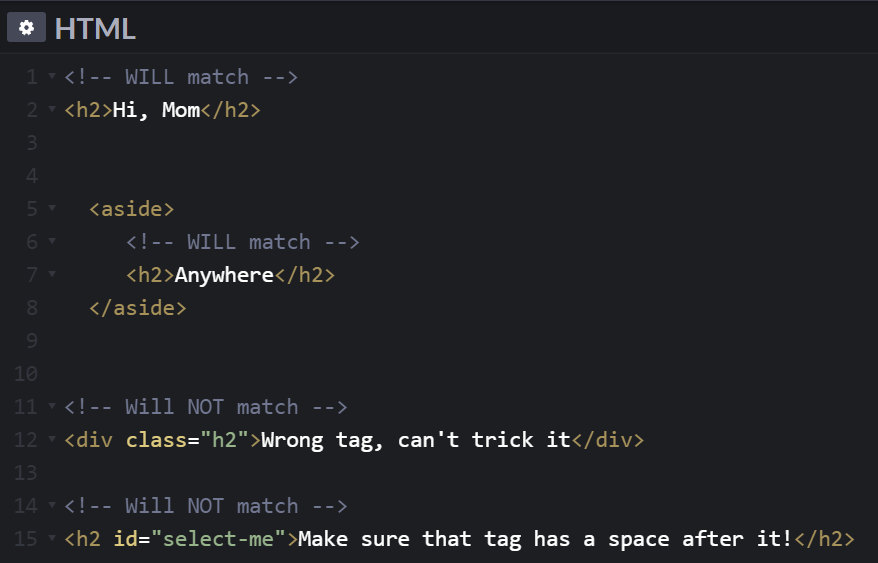 HTML
1 <!-- WILL match -->
2 <h2>Hi, Mom</h2>
3
4
5 <aside>
6 <!-- WILL match -->
7 <h2>Anywhere</h2>
8 </aside>
9
10
11 <!-- Will NOT match -->
12 <div class="h2">Wrong tag, can't trick it</div>
13
14 <!-- Will NOT match -->
15 <h2 id="select-me">Make sure that tag has a space after it!</h2>